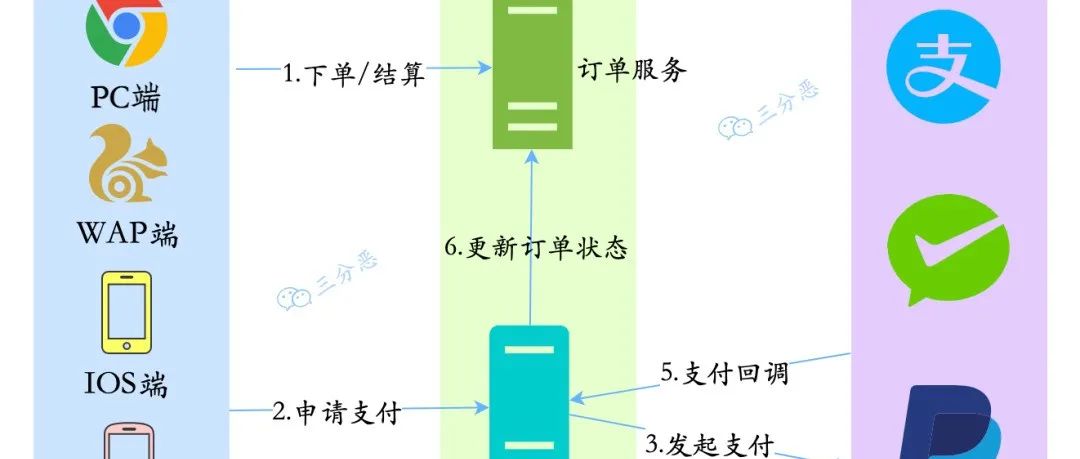 1.下单/结算
订单服务
PC端
三分恶
WAP端
6.更新订单状态
三分恶
IOS端
5.支付回调
2.申请支付
3.发起支付
支